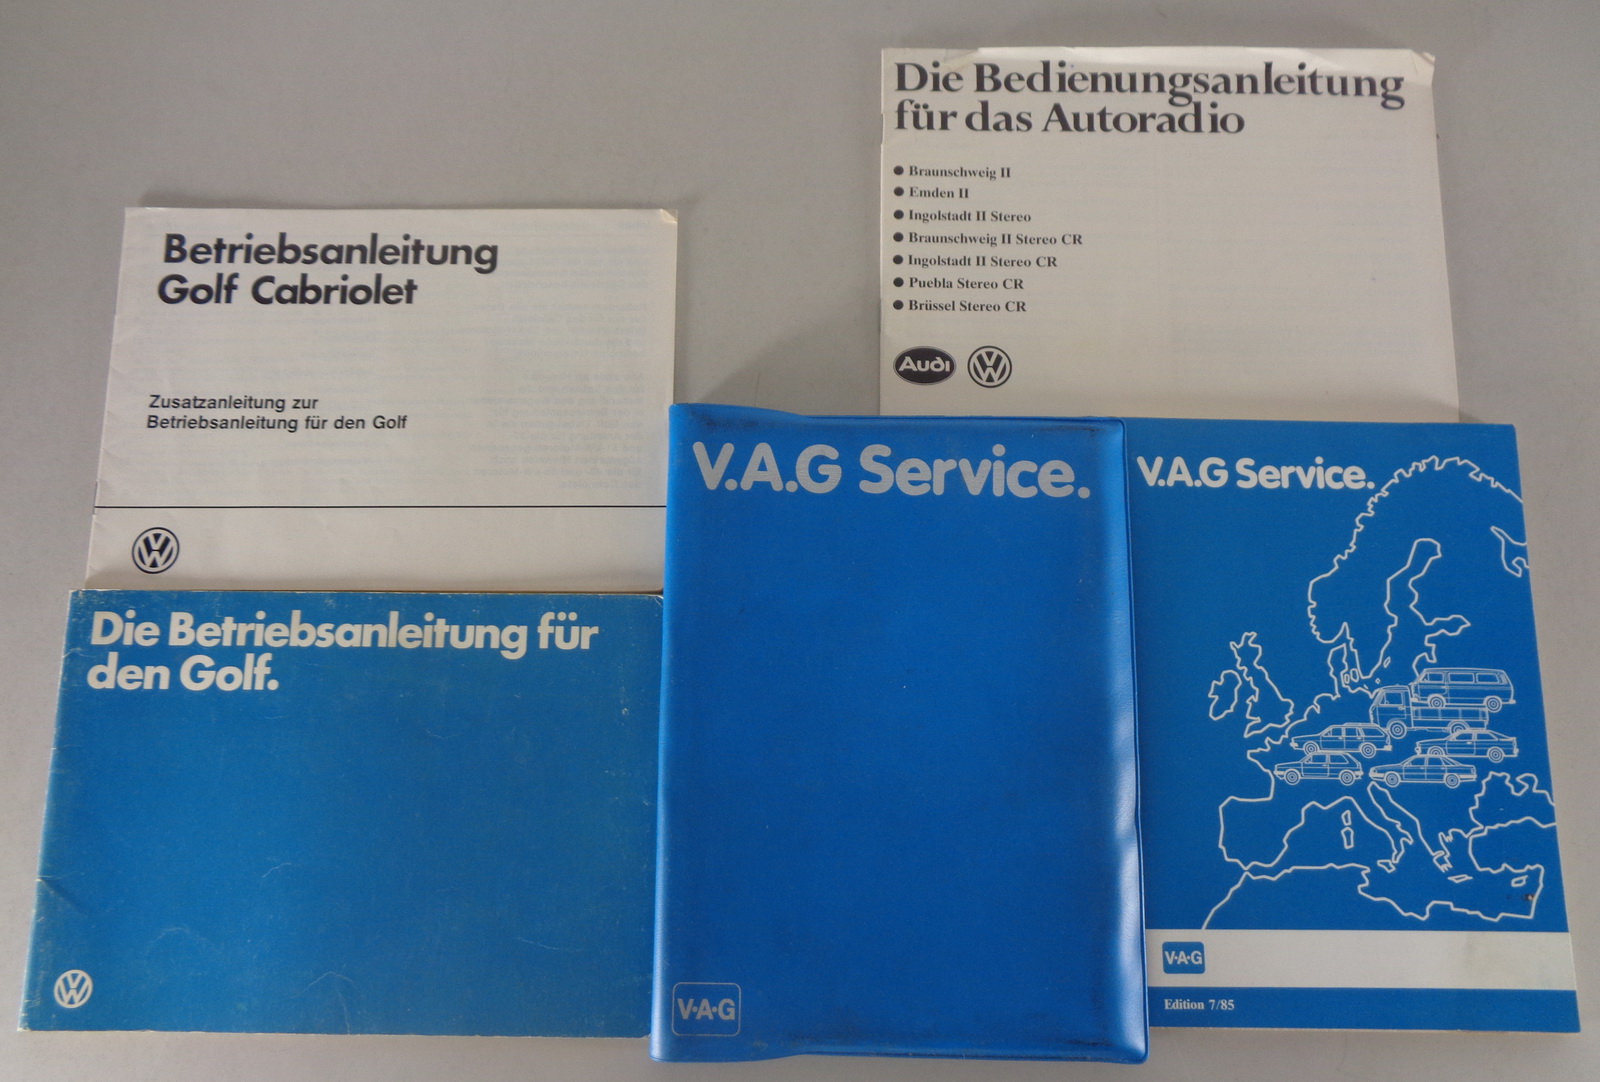 Die Bedienungsanleitung
für das Autoradio
● Braunschweig II
● Emden II
● Ingolstadt II Stereo
● Braunschweig II Stereo CR
● Ingolstadt II Stereo CR
● Puebla Stereo CR
● Brüssel Stereo CR
Audi
Betriebsanleitung
Golf Cabriolet
Zusatzanleitung zur
Betriebsanleitung für den Golf
Die Betriebsanleitung für
den Golf.
V.A.G Service.
V·A·G
V.A.G Service.
V·A·G
Edition 7/85